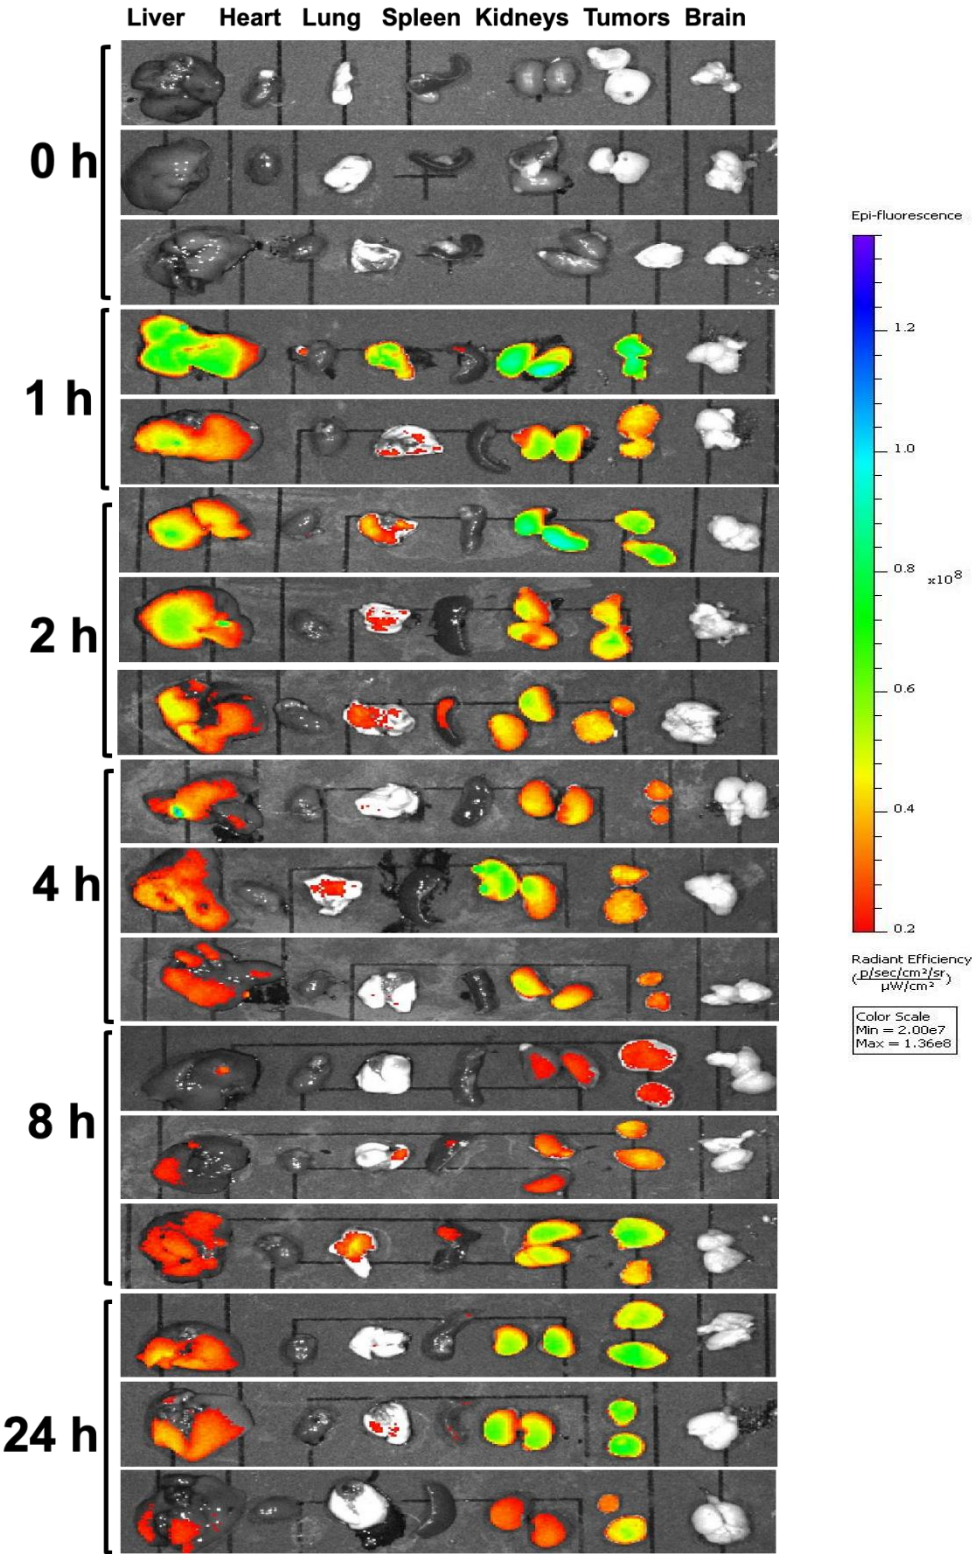 Liver Heart Lung Spleen Kidneys Tumors Brain
0 h
1 h
2 h
4 h
8 h
24 h
Epi-fluorescence
1.2
1.0
0.8
x10⁸
0.6
0.4
0.2
Radiant Efficiency
(p/sec/cm²/sr
µW/cm²)
Color Scale
Min = 2.00e7
Max = 1.36e8